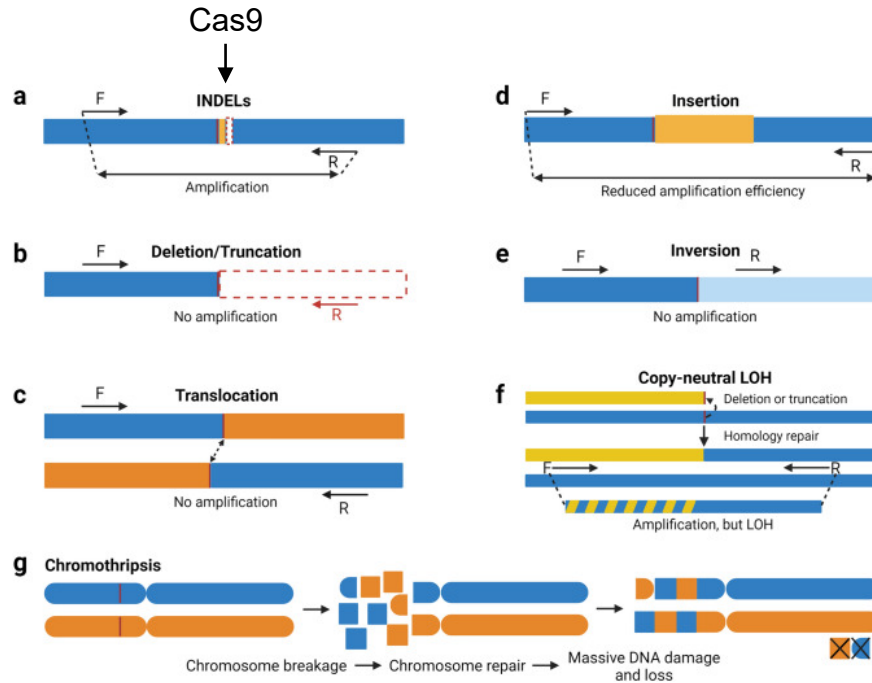 Cas9
a
F
INDELs
R
Amplification
b
F
Deletion/Truncation
R
No amplification
c
F
Translocation
No amplification
R
d
F
Insertion
R
Reduced amplification efficiency
e
F
Inversion
R
No amplification
f
Copy-neutral LOH
Deletion or truncation
Homology repair
F
R
Amplification, but LOH
g
Chromothripsis
Chromosome breakage
Chromosome repair
Massive DNA damage
and loss